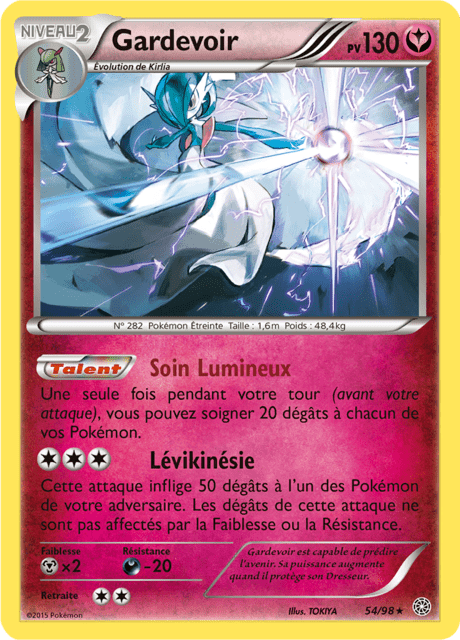 NIVEAU2
Gardevoir
PV130
Évolution de Kirlia
N° 282 Pokémon Étreinte Taille : 1,6m Poids : 48,4kg
Talent Soin Lumineux
Une seule fois pendant votre tour (avant votre
attaque), vous pouvez soigner 20 dégâts à chacun de
vos Pokémon.
Lévikinésie
Cette attaque inflige 50 dégâts à l'un des Pokémon
de votre adversaire. Les dégâts de cette attaque ne
sont pas affectés par la Faiblesse ou la Résistance.
Faiblesse
×2
Résistance
-20
Retraite
Gardevoir est capable de prédire
l'avenir. Sa puissance augmente
quand il protège son Dresseur.
©2015 Pokémon
Illus. TOKIYA
54/98★